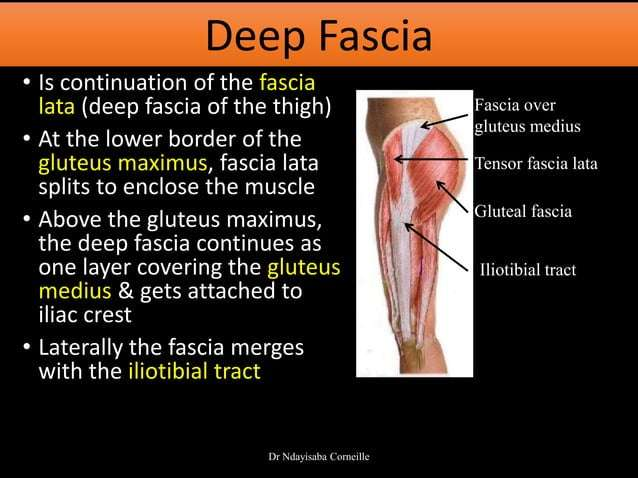 Deep Fascia
• Is continuation of the fascia
lata (deep fascia of the thigh)
• At the lower border of the
gluteus maximus, fascia lata
splits to enclose the muscle
• Above the gluteus maximus,
the deep fascia continues as
one layer covering the gluteus
medius & gets attached to
iliac crest
• Laterally the fascia merges
with the iliotibial tract
Fascia over
gluteus medius
Tensor fascia lata
Gluteal fascia
Iliotibial tract
Dr Ndayisaba Corneille